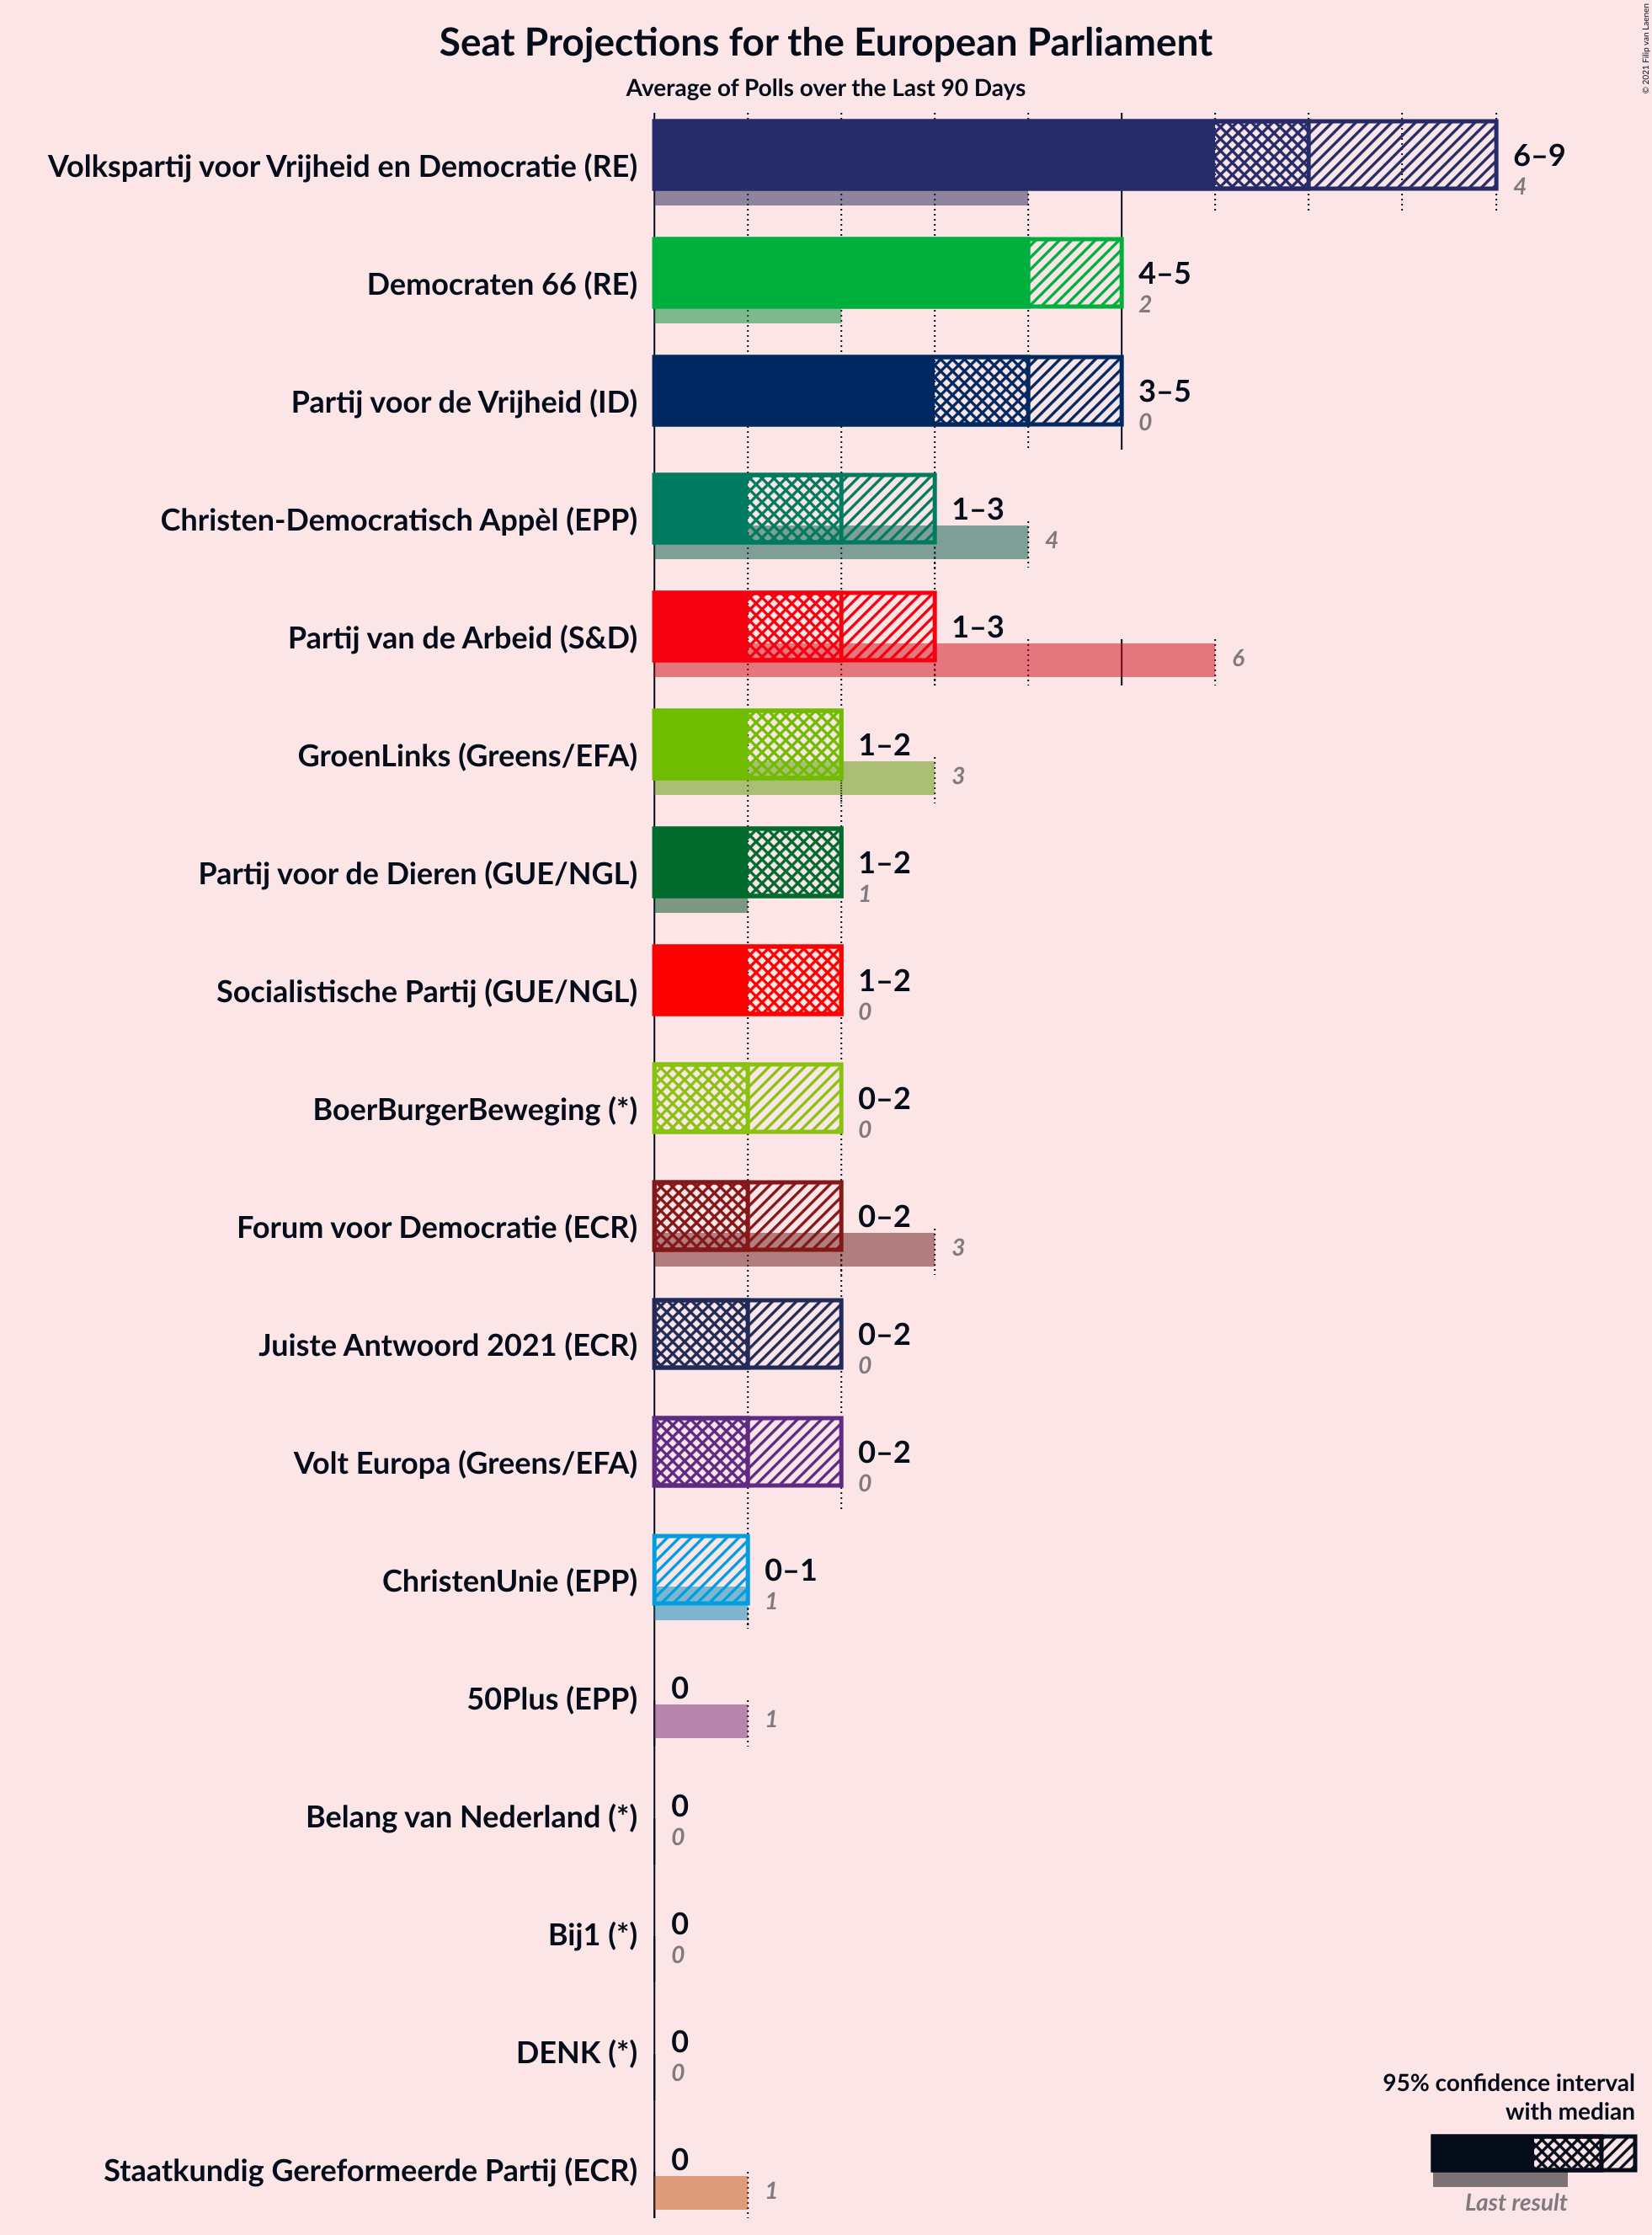 © 2021 Filip van Laenen
Seat Projections for the European Parliament
Average of Polls over the Last 90 Days
Volkspartij voor Vrijheid en Democratie (RE)
6–9
4
Democraten 66 (RE)
4–5
2
Partij voor de Vrijheid (ID)
3–5
0
Christen-Democratisch Appèl (EPP)
1–3
4
Partij van de Arbeid (S&D)
1–3
6
GroenLinks (Greens/EFA)
1–2
3
Partij voor de Dieren (GUE/NGL)
1–2
1
Socialistische Partij (GUE/NGL)
1–2
0
BoerBurgerBeweging (*)
0–2
0
Forum voor Democratie (ECR)
0–2
3
Juiste Antwoord 2021 (ECR)
0–2
0
Volt Europa (Greens/EFA)
0–2
0
ChristenUnie (EPP)
0–1
1
50Plus (EPP)
0
1
Belang van Nederland (*)
0
0
Bij1 (*)
0
0
DENK (*)
0
0
Staatkundig Gereformeerde Partij (ECR)
0
1
95% confidence interval
with median
Last result